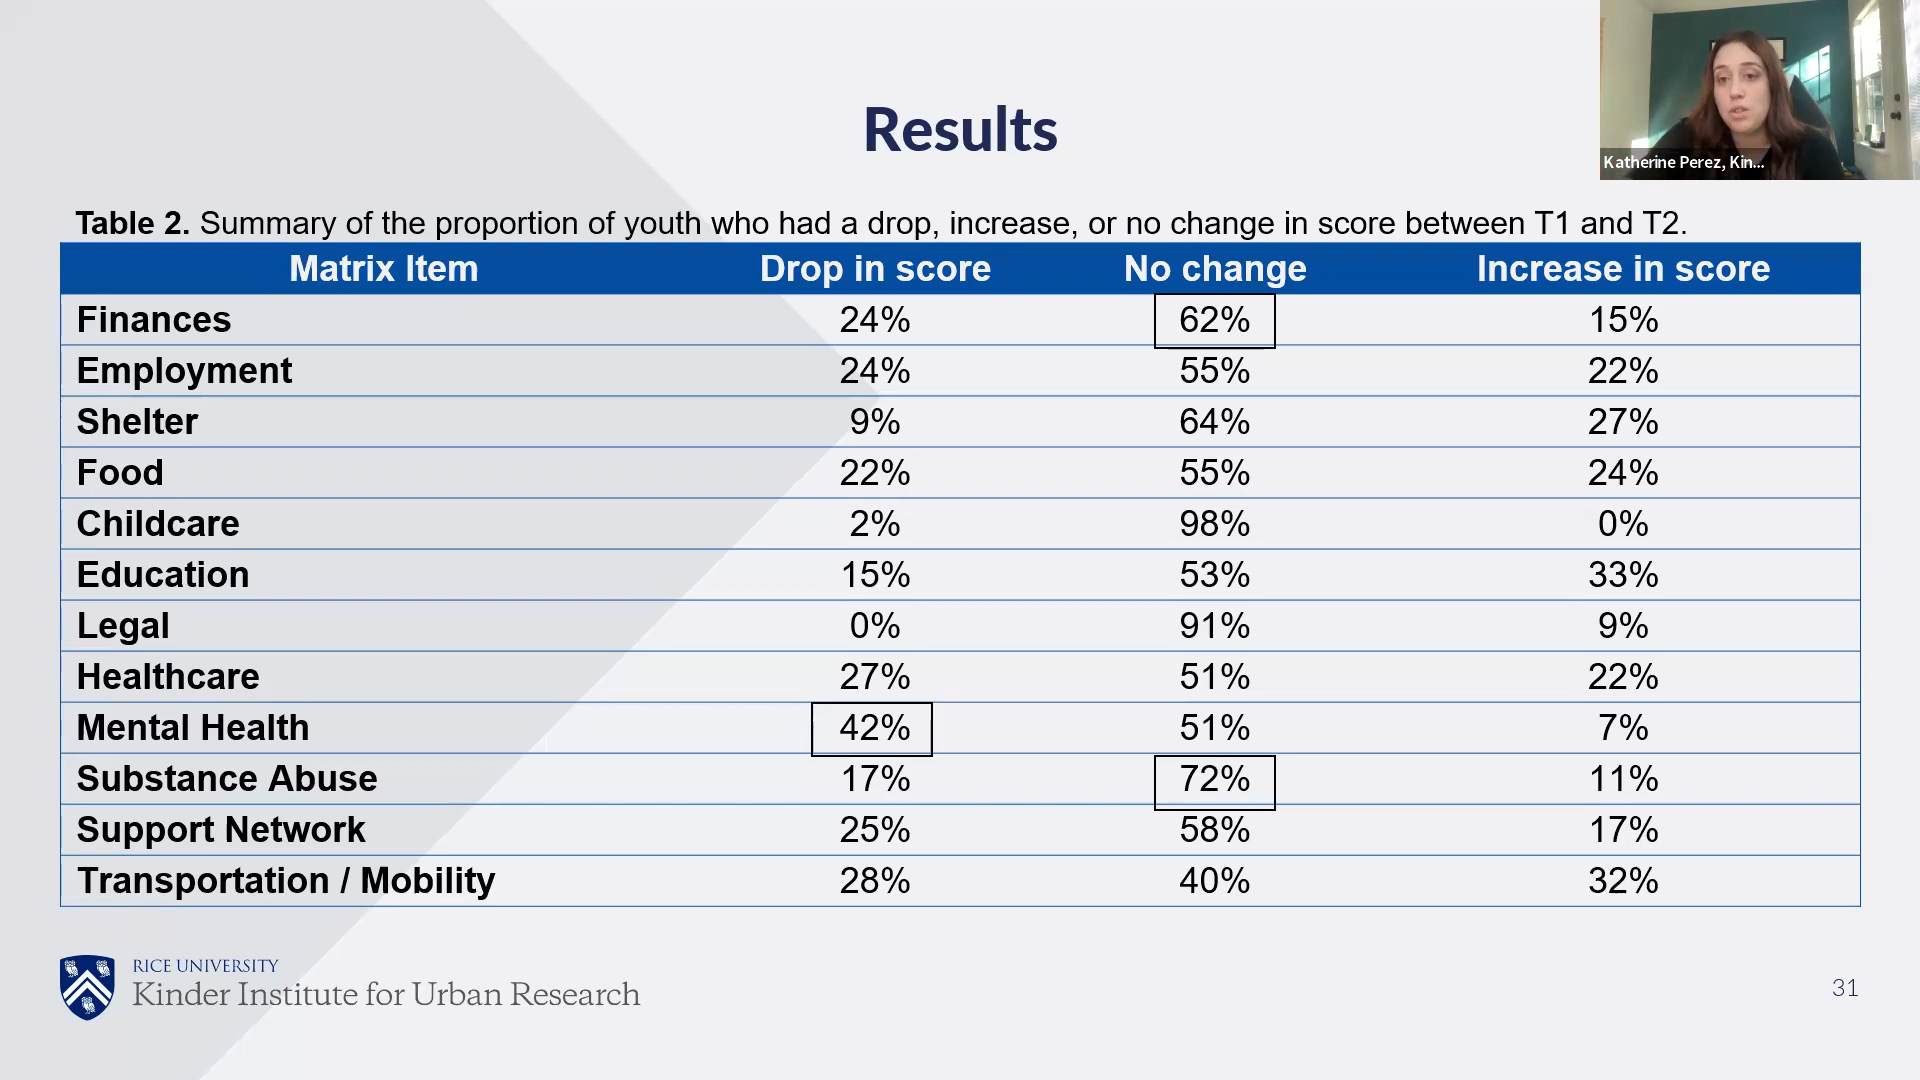 Results
Katherine Perez, Kin...
Table 2. Summary of the proportion of youth who had a drop, increase, or no change in score between T1 and T2.
Matrix Item Drop in score No change Increase in score
Finances 24% 62% 15%
Employment 24% 55% 22%
Shelter 9% 64% 27%
Food 22% 55% 24%
Childcare 2% 98% 0%
Education 15% 53% 33%
Legal 0% 91% 9%
Healthcare 27% 51% 22%
Mental Health 42% 51% 7%
Substance Abuse 17% 72% 11%
Support Network 25% 58% 17%
Transportation / Mobility 28% 40% 32%
RICE UNIVERSITY
Kinder Institute for Urban Research
31